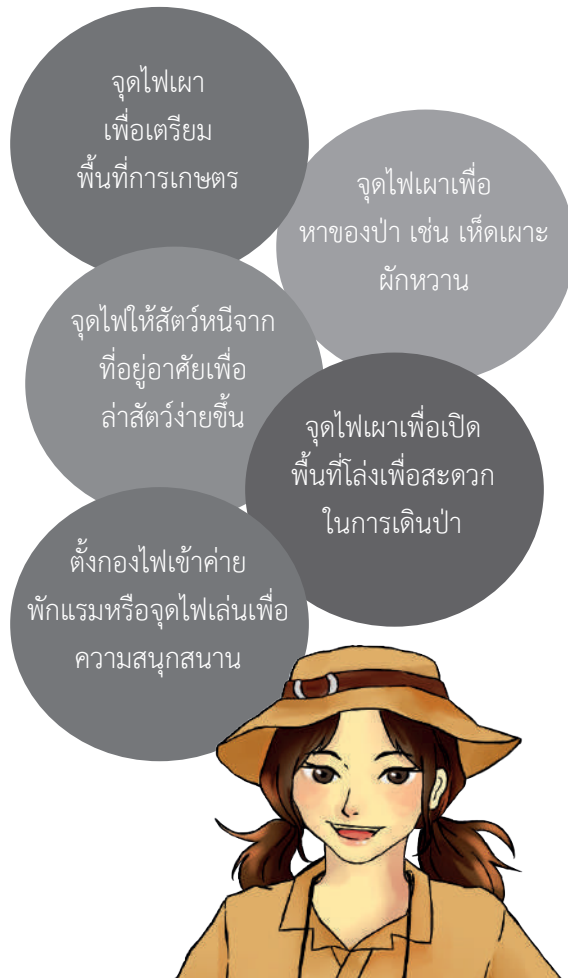 จุดไฟเผา
เพื่อเตรียม
พื้นที่การเกษตร
จุดไฟเผาเพื่อ
หาของป่า เช่น เห็ดเผาะ
ผักหวาน
จุดไฟให้สัตว์หนีจาก
ที่อยู่อาศัยเพื่อ
ล่าสัตว์ง่ายขึ้น
จุดไฟเผาเพื่อเปิด
พื้นที่โล่งเพื่อสะดวก
ในการเดินป่า
ตั้งกองไฟเข้าค่าย
พักแรมหรือจุดไฟเล่นเพื่อ
ความสนุกสนาน